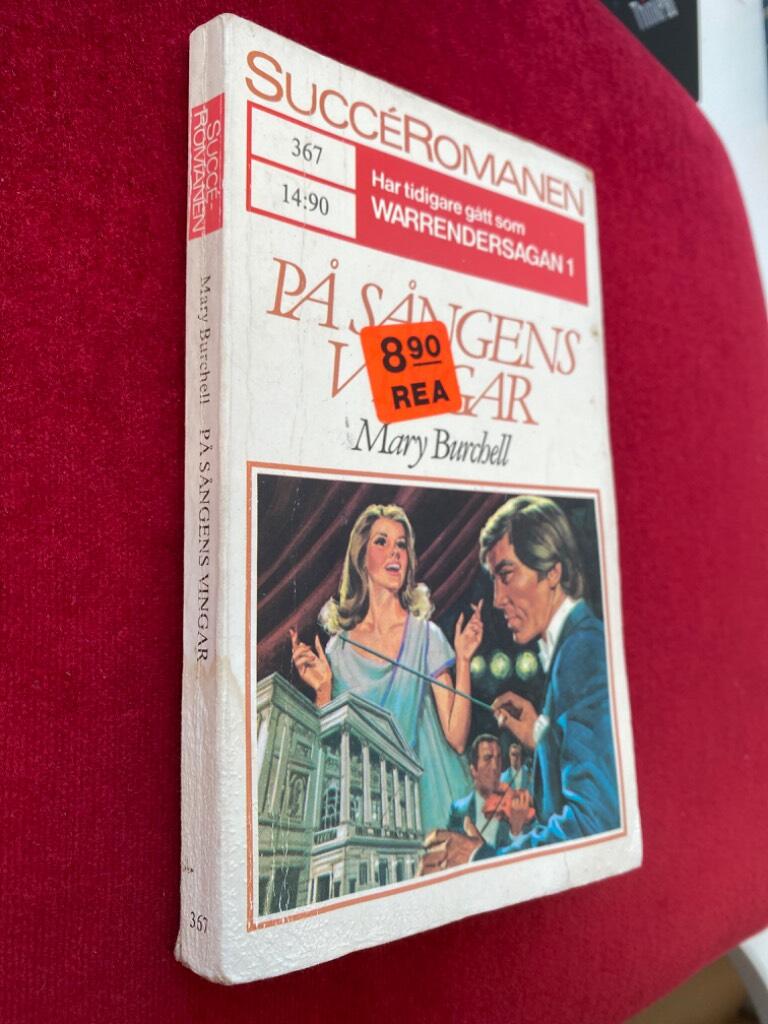 SUCCÉROMANEN
367
14:90
Har tidigare gått som
WARRENDERSAGAN 1
PÅ SÅNGENS
VINGAR
8 90
REA
Mary Burchell
SUCCÉ-
ROMANEN
Mary Burchell PÅ SÅNGENS VINGAR
367